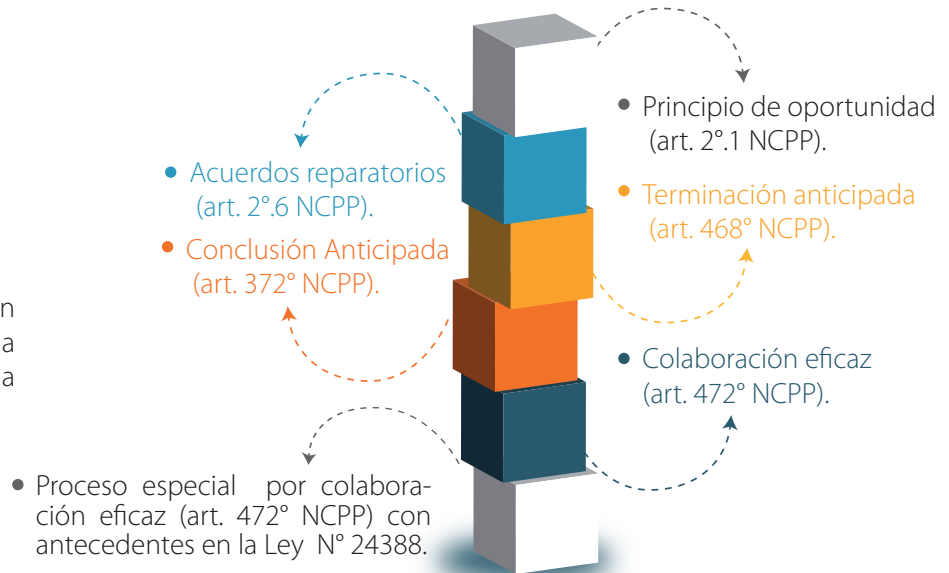 • Principio de oportunidad
(art. 2°.1 NCPP).
• Acuerdos reparatorios
(art. 2°.6 NCPP).
• Terminación anticipada
(art. 468° NCPP).
• Conclusión Anticipada
(art. 372° NCPP).
n
a
a
• Colaboración eficaz
(art. 472° NCPP).
• Proceso especial por colabora-
ción eficaz (art. 472° NCPP) con
antecedentes en la Ley N° 24388.